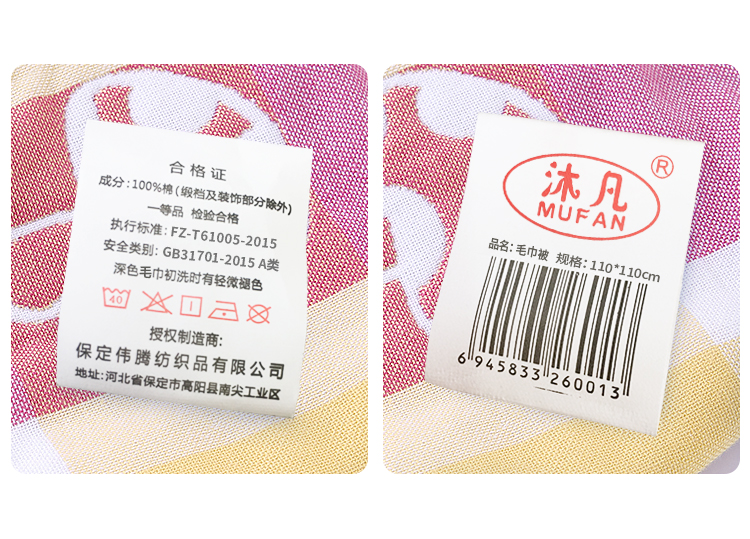 合格证
成分: 100%棉(缎档及装饰部分除外)
一等品 检验合格
执行标准: FZ-T61005-2015
安全类别: GB31701-2015 A类
深色毛巾初洗时有轻微褪色
40
授权制造商:
保定伟腾纺织品有限公司
地址: 河北省保定市高阳县南尖工业区
沐凡®
MUFAN
品名: 毛巾被 规格: 110*110cm
6 945833 260013